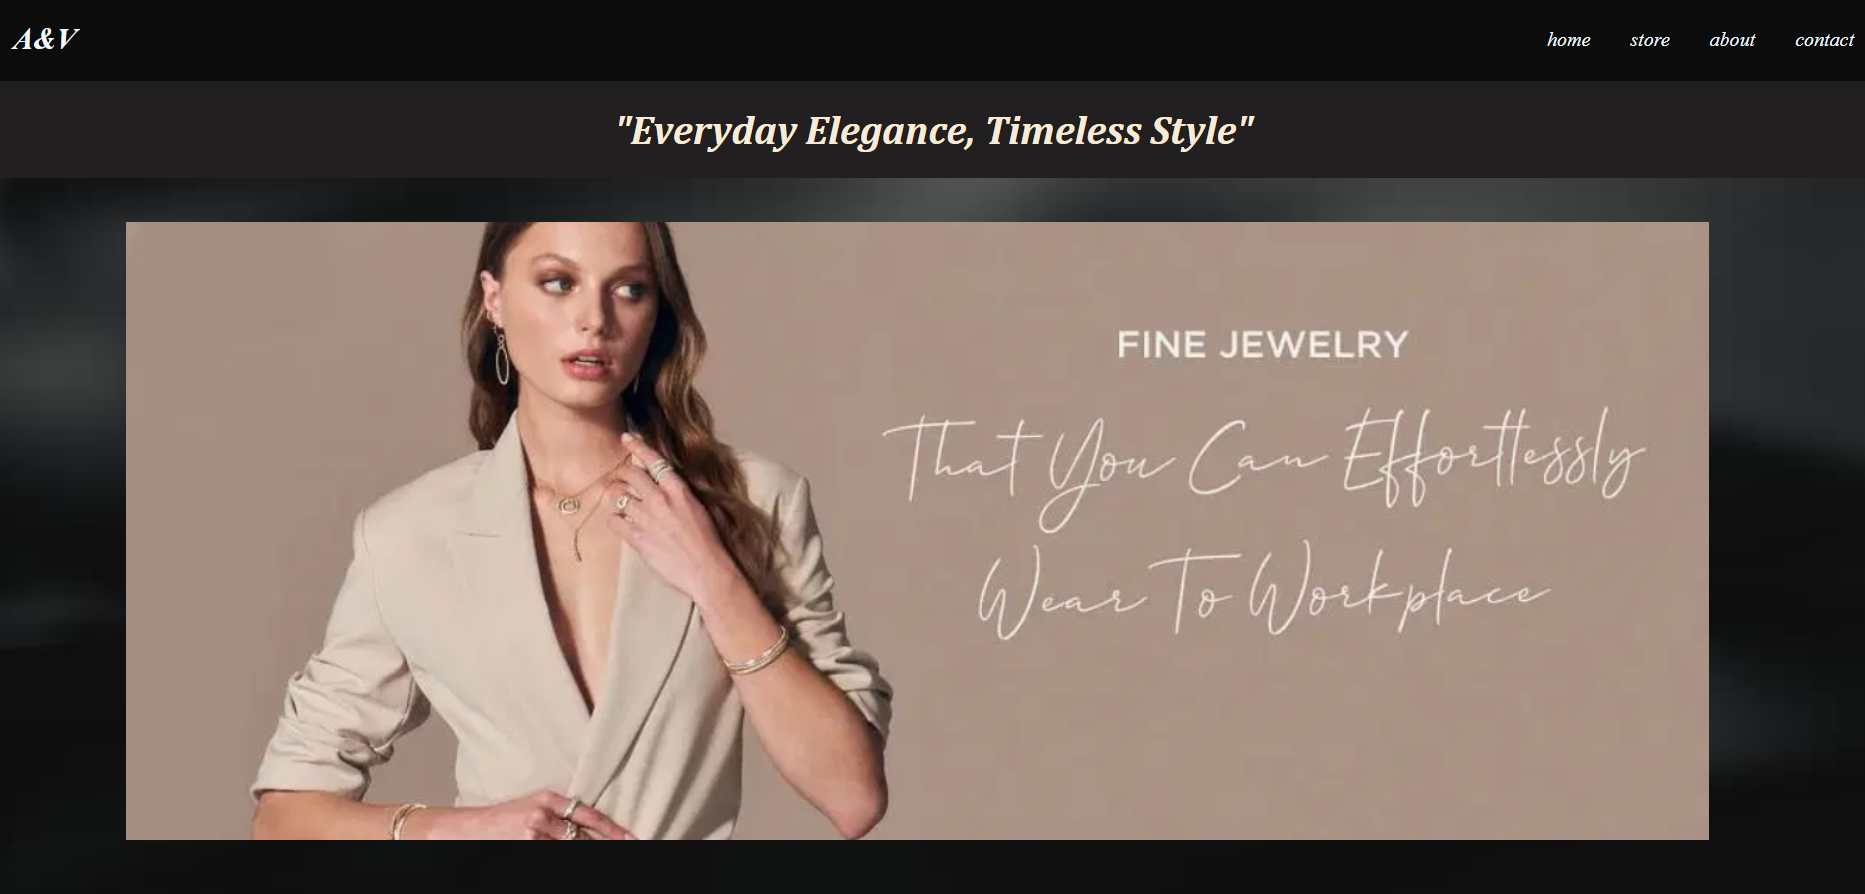 A&V
home store about contact
"Everyday Elegance, Timeless Style"
FINE JEWELRY
That You Can Effortlessly
Wear To Workplace